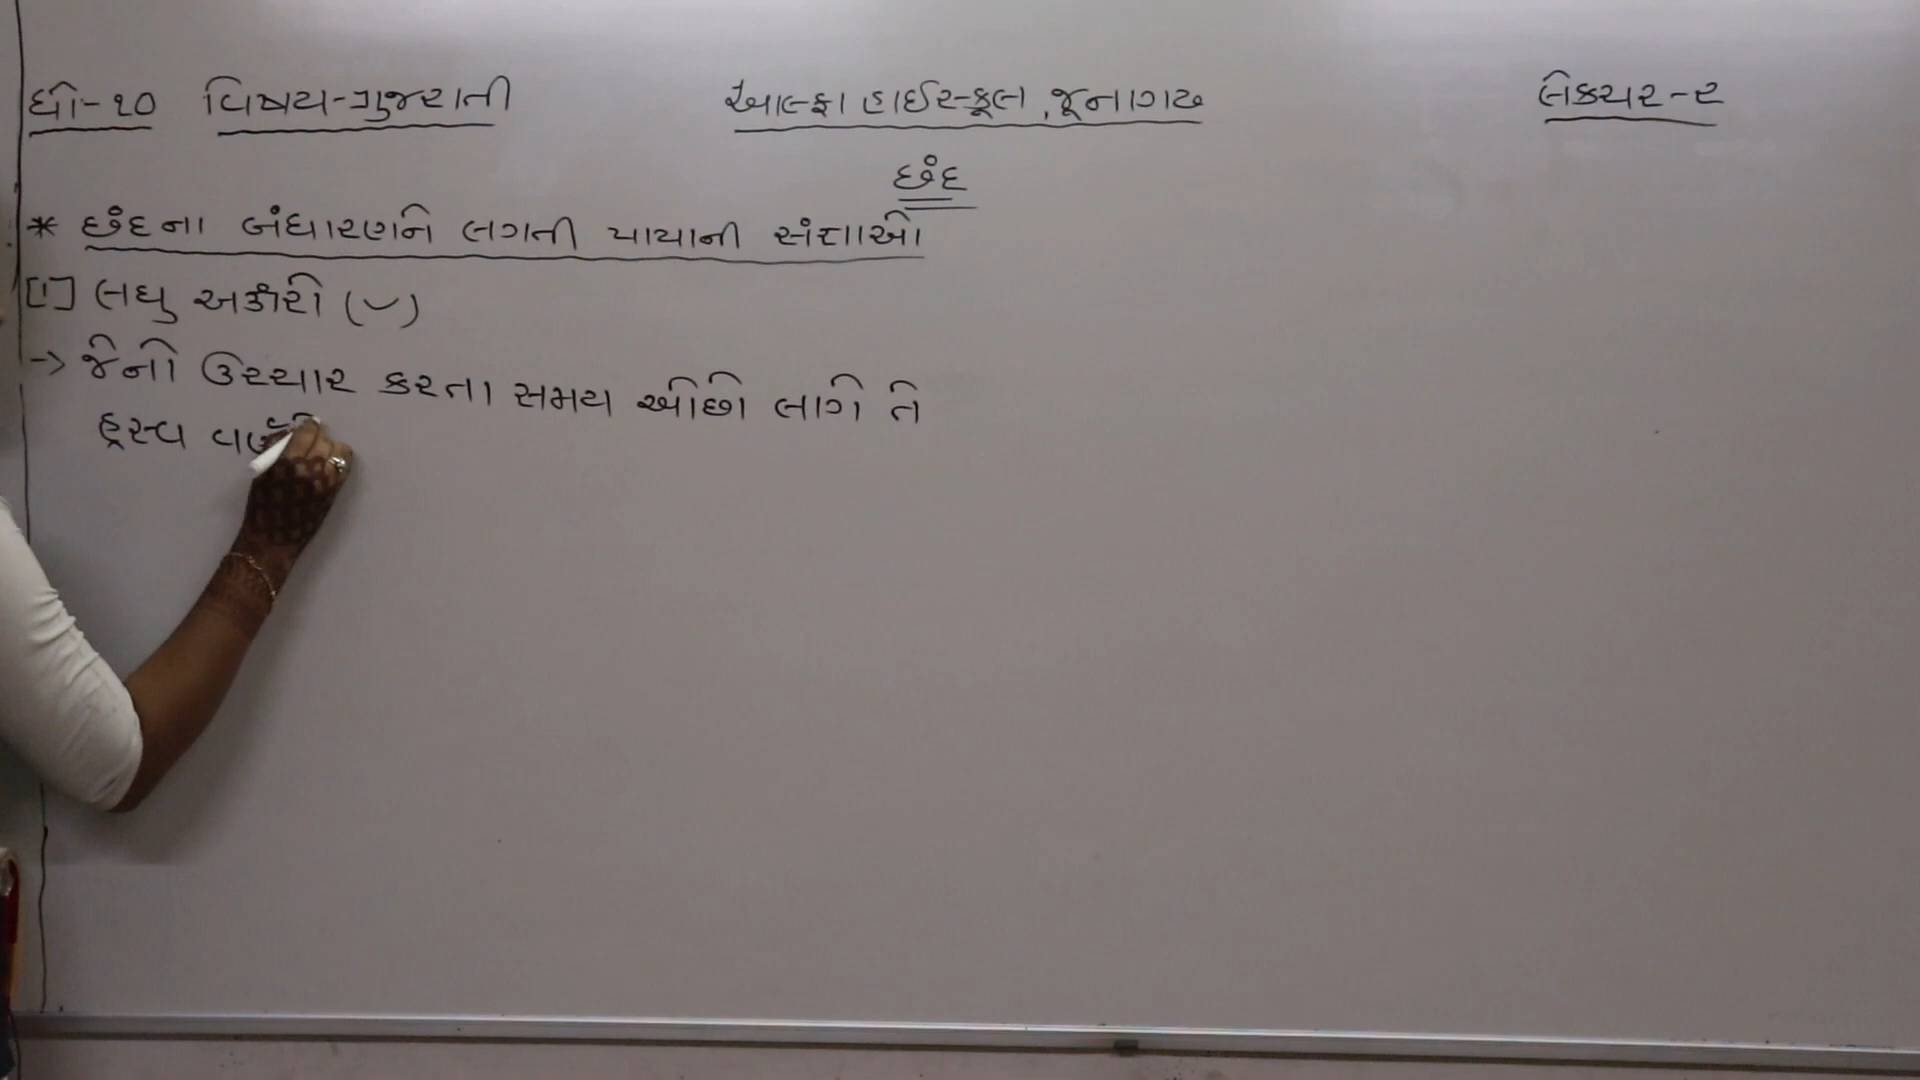 ધો-૧૦ વિષય-ગુજરાતી આલ્ફા હાઈસ્કૂલ, જૂનાગઢ લેક્ચર-૨
છંદ
* છંદના બંધારણને લગતી પાયાની સંજ્ઞાઓ
[૧] લઘુ અક્ષરો (◡)
→ જેનો ઉચ્ચાર કરતા સમય ઓછો લાગે તે
હ્રસ્વ